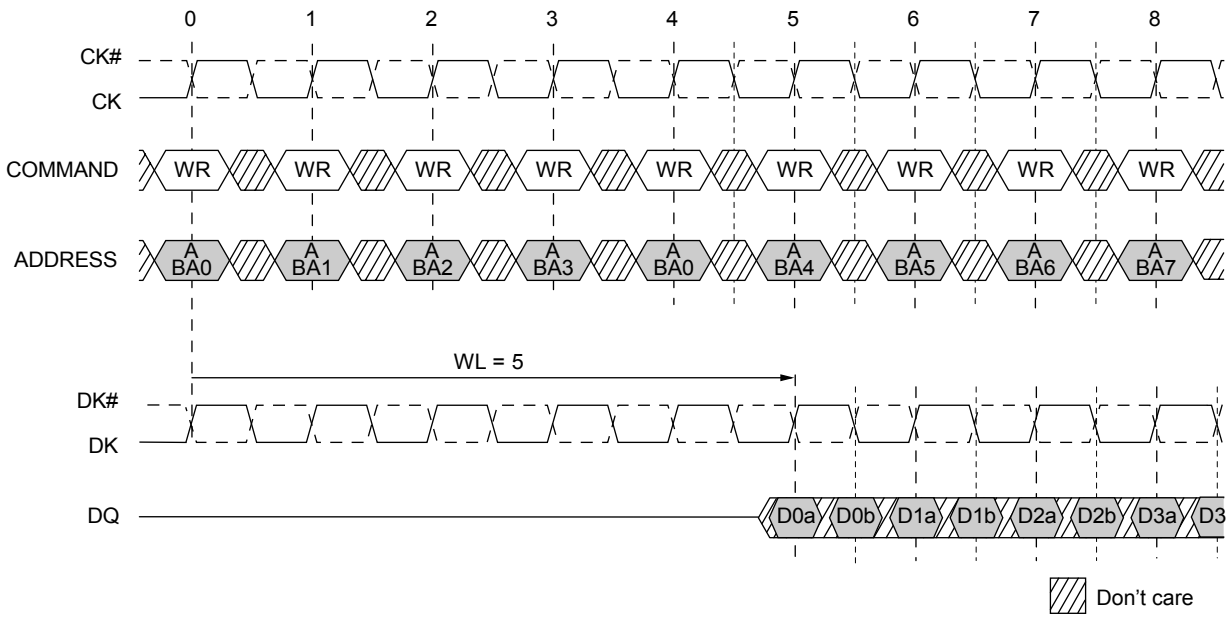 0 1 2 3 4 5 6 7 8
CK#
CK
COMMAND WR WR WR WR WR WR WR WR WR
ADDRESS A A A A A A A A A
BA0 BA1 BA2 BA3 BA0 BA4 BA5 BA6 BA7
WL = 5
DK#
DK
DQ D0a D0b D1a D1b D2a D2b D3a D3
Don't care